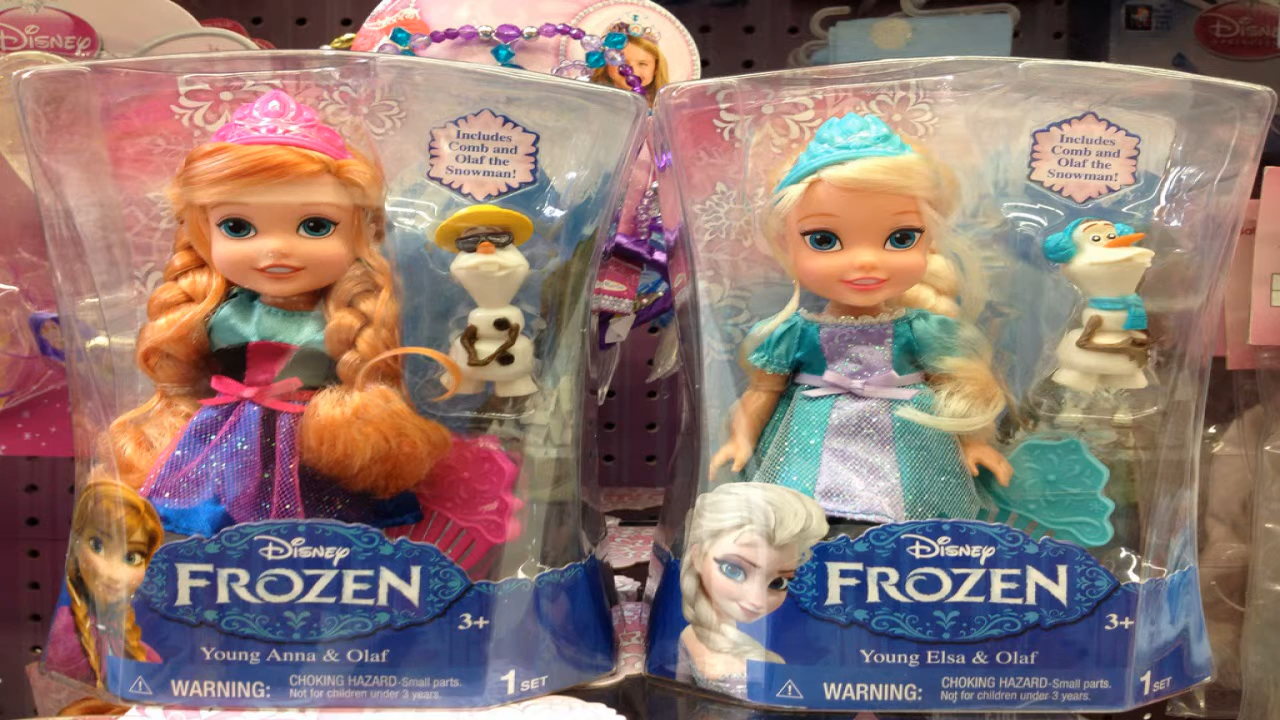 Disney
Disney
Includes
Comb and
Olaf the
Snowman!
Disney
FROZEN
3+
Young Anna & Olaf
WARNING: CHOKING HAZARD-Small parts.
Not for children under 3 years.
1 SET
Includes
Comb and
Olaf the
Snowman!
Disney
FROZEN
3+
Young Elsa & Olaf
WARNING: CHOKING HAZARD-Small parts.
Not for children under 3 years.
1 SET